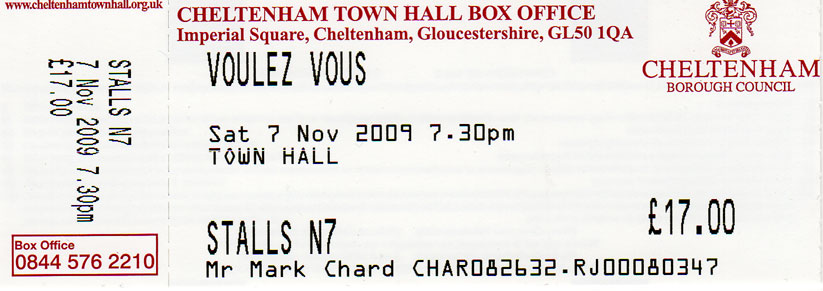 www.cheltenhamtownhall.org.uk
STALLS N7
7 Nov 2009 7.30pm
£17.00
Box Office
0844 576 2210
CHELTENHAM TOWN HALL BOX OFFICE
Imperial Square, Cheltenham, Gloucestershire, GL50 1QA
VOULEZ VOUS
Sat 7 Nov 2009 7.30pm
TOWN HALL
£17.00
STALLS N7
Mr Mark Chard CHAR082632.RJ00080347
CHELTENHAM
BOROUGH COUNCIL